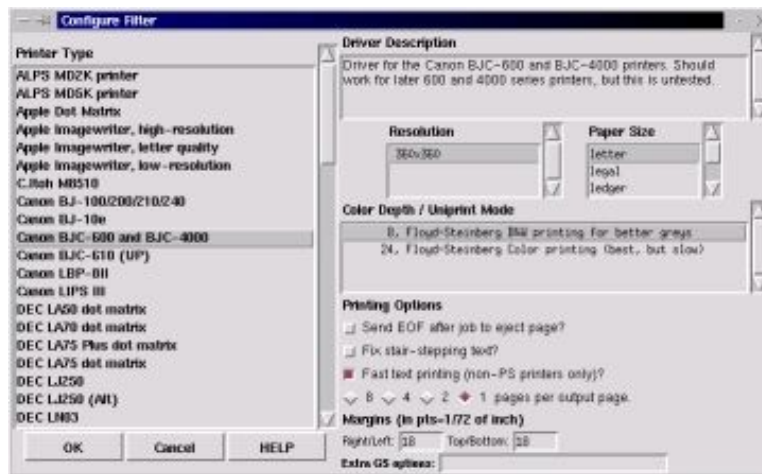 Configure Filter
Printer Type
ALPS MD2K printer
ALPS MD5K printer
Apple Dot Matrix
Apple Imagewriter, high-resolution
Apple Imagewriter, letter quality
Apple Imagewriter, low-resolution
C.Itoh M8510
Canon BJ-100/200/210/240
Canon BJ-10e
Canon BJC-600 and BJC-4000
Canon BJC-610 (UP)
Canon LBP-8II
Canon LIPS III
DEC LA50 dot matrix
DEC LA70 dot matrix
DEC LA75 Plus dot matrix
DEC LA75 dot matrix
DEC LJ250
DEC LJ250 (Alt)
DEC LN03
OK Cancel HELP
Driver Description
Driver for the Canon BJC-600 and BJC-4000 printers. Should
work for later 600 and 4000 series printers, but this is untested.
Resolution
360x360
Paper Size
letter
legal
ledger
Color Depth / Uniprint Mode
8, Floyd-Steinberg B&W printing for better greys
24, Floyd-Steinberg Color printing (best, but slow)
Printing Options
Send EOF after job to eject page?
Fix stair-stepping text?
Fast text printing (non-PS printers only)?
8 4 2 1 pages per output page.
Margins (in pts=1/72 of inch)
Right/Left: 18 Top/Bottom: 18
Extra GS options: